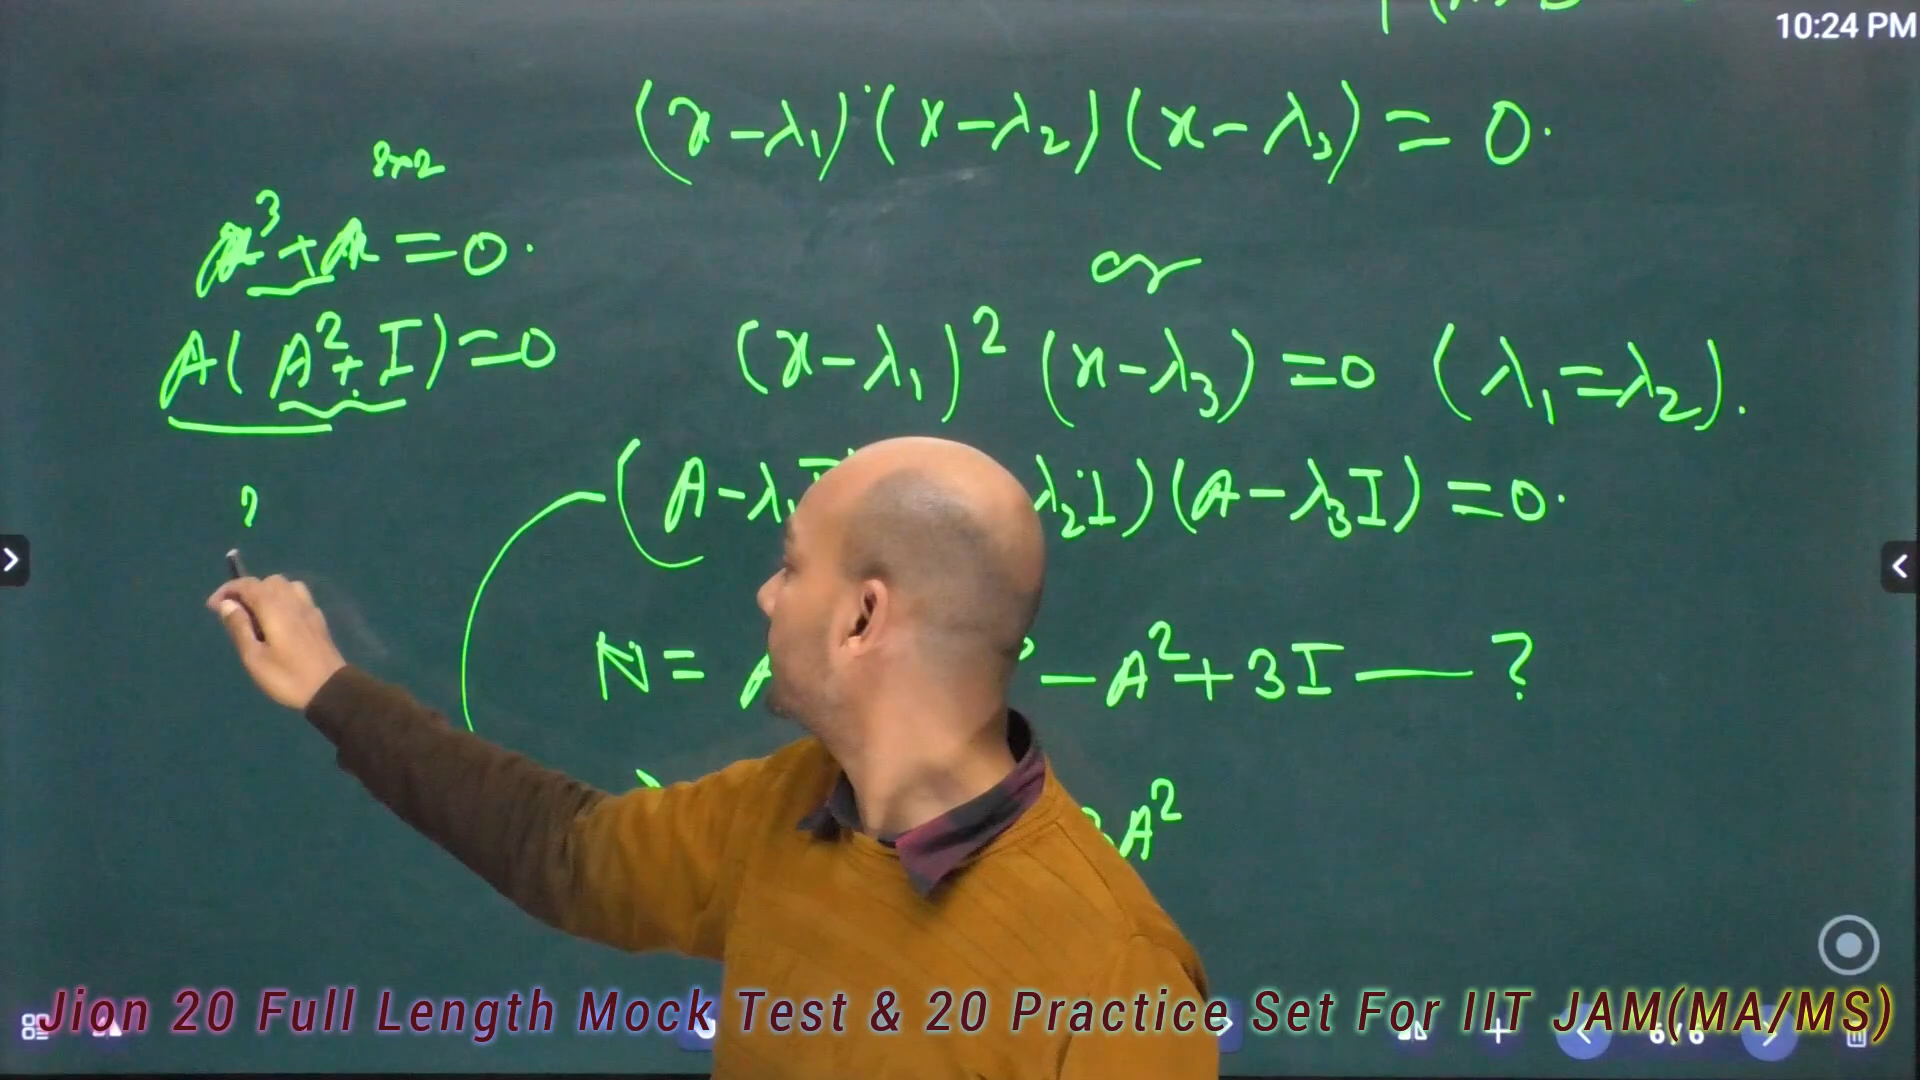 10:24 PM
(x-λ₁)(x-λ₂)(x-λ₃) = 0.
A³+A=0.
or
A(A²+I)=0
(x-λ₁)²(x-λ₃)=0 (λ₁=λ₂).
(A-λ₁ λ₂I)(A-λ₃I)=0.
?
N= A - A²+3I — ?
A²
Jion 20 Full Length Mock Test & 20 Practice Set For IIT JAM(MA/MS)
6/6